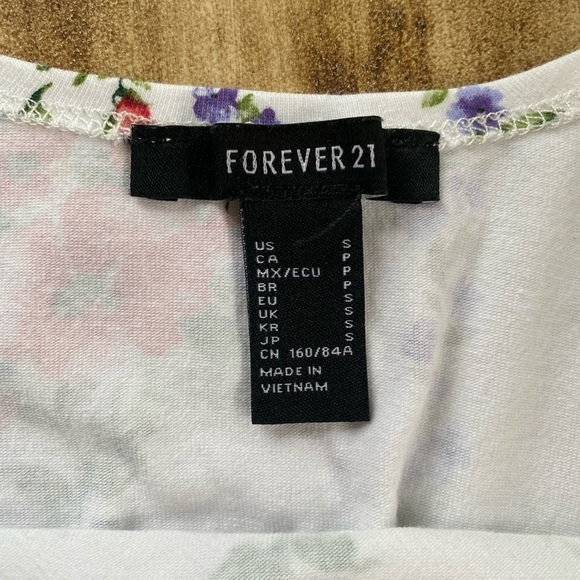 FOREVER 21
US S
CA P
MX/ECU P
BR P
EU S
UK S
KR S
JP S
CN 160/84A
MADE IN
VIETNAM